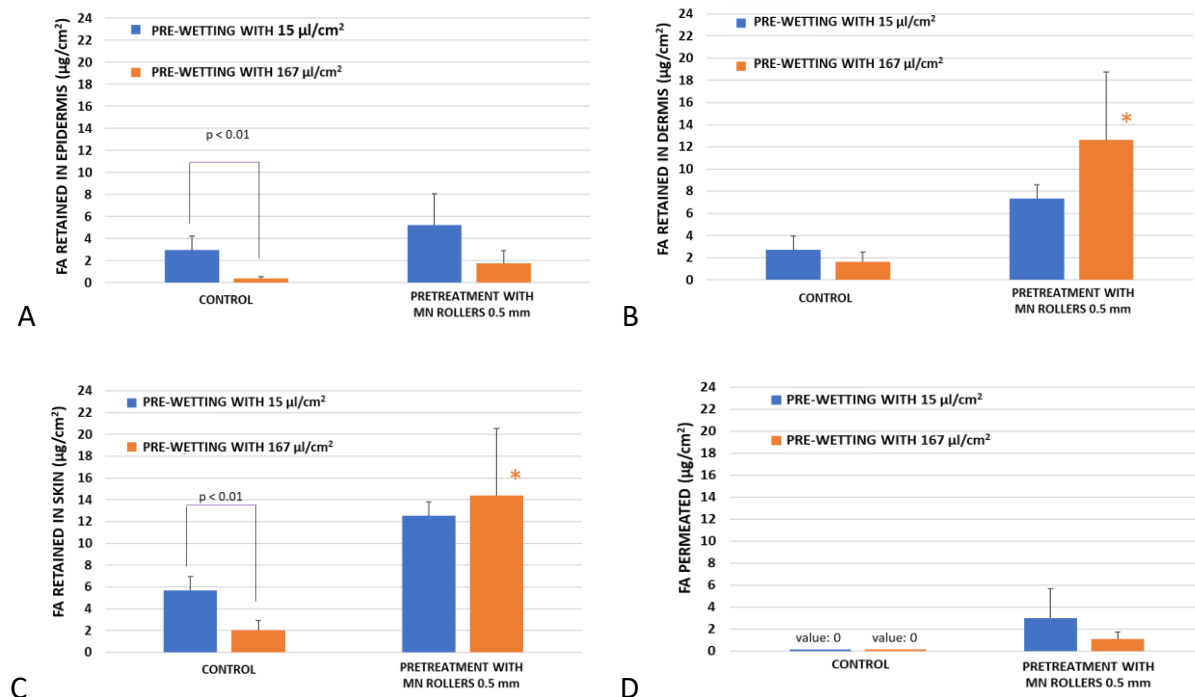 FA RETAINED IN EPIDERMIS (µg/cm²)
24
22
20
18
16
14
12
10
8
6
4
2
0
PRE-WETTING WITH 15 µl/cm²
PRE-WETTING WITH 167 µl/cm²
p < 0.01
CONTROL
PRETREATMENT WITH
MN ROLLERS 0.5 mm
A
FA RETAINED IN DERMIS (µg/cm²)
24
22
20
18
16
14
12
10
8
6
4
2
0
PRE-WETTING WITH 15 µl/cm²
PRE-WETTING WITH 167 µl/cm²
*
CONTROL
PRETREATMENT WITH
MN ROLLERS 0.5 mm
B
FA RETAINED IN SKIN (µg/cm²)
24
22
20
18
16
14
12
10
8
6
4
2
0
PRE-WETTING WITH 15 µl/cm²
PRE-WETTING WITH 167 µl/cm²
p < 0.01
*
CONTROL
PRETREATMENT WITH
MN ROLLERS 0.5 mm
C
FA PERMEATED (µg/cm²)
24
22
20
18
16
14
12
10
8
6
4
2
0
PRE-WETTING WITH 15 µl/cm²
PRE-WETTING WITH 167 µl/cm²
value: 0
value: 0
CONTROL
PRETREATMENT WITH
MN ROLLERS 0.5 mm
D